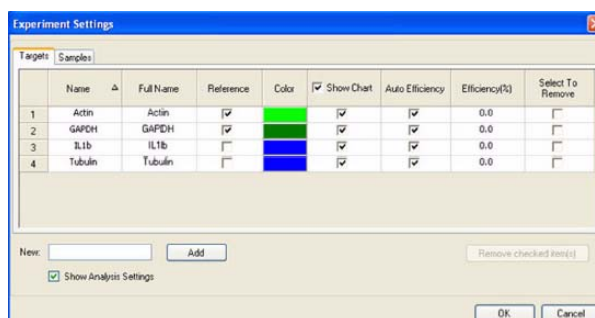 Experiment Settings
Targets Samples
Name Full Name Reference Color Show Chart Auto Efficiency Efficiency(%) Select To Remove
1 Actin Actin 0.0
2 GAPDH GAPDH 0.0
3 IL1b IL1b 0.0
4 Tubulin Tubulin 0.0
New: Add Remove checked item(s)
Show Analysis Settings
OK Cancel